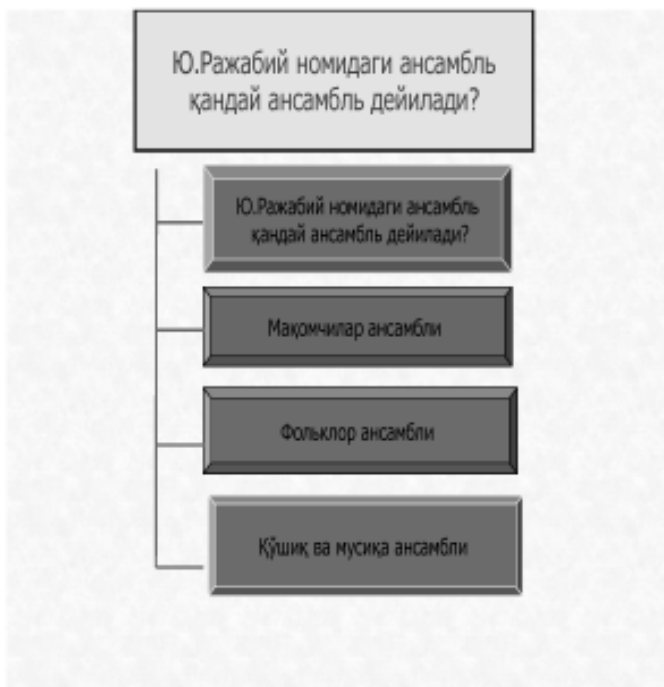 Ю.Ражабий номидаги ансамбль
қандай ансамбль дейилади?
Ю.Ражабий номидаги ансамбль
қандай ансамбль дейилади?
Мақомчилар ансамбли
Фольклор ансамбли
Қўшиқ ва мусиқа ансамбли